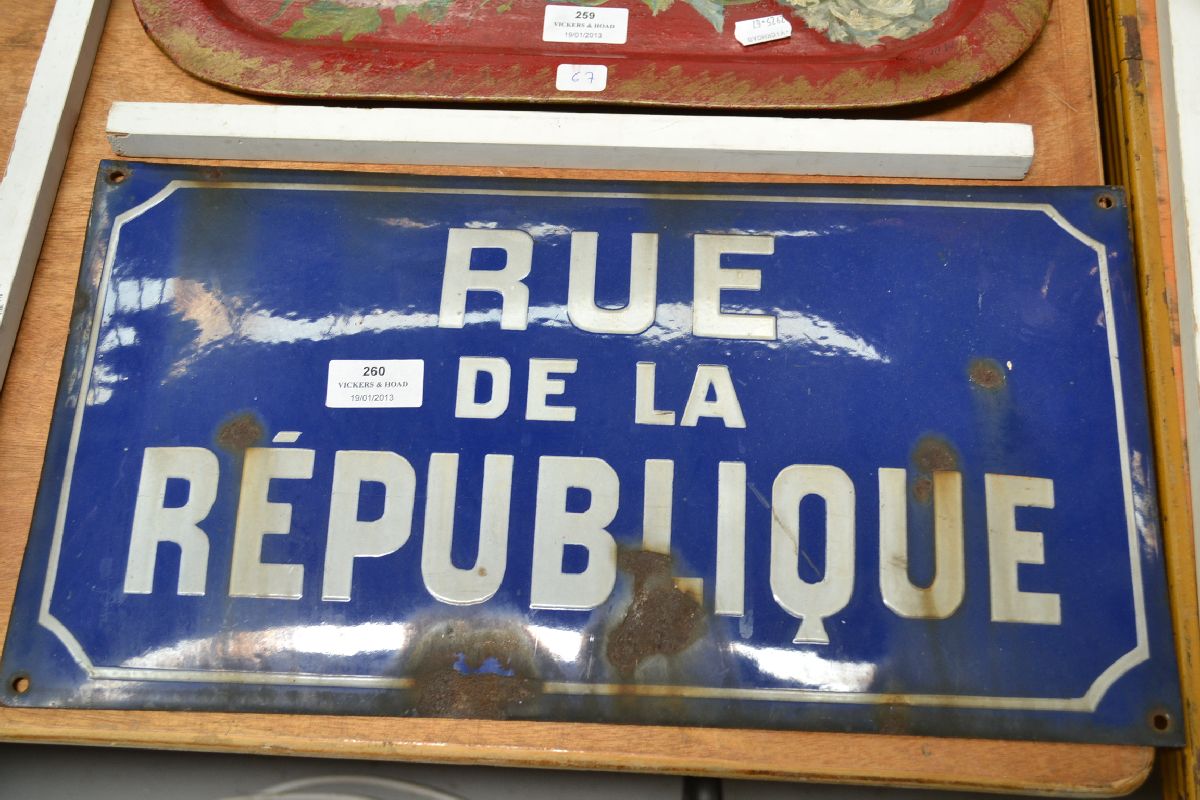 259
VICKERS & HOAD
19/01/2013
67
RUE
DE LA
RÉPUBLIQUE
260
VICKERS & HOAD
19/01/2013